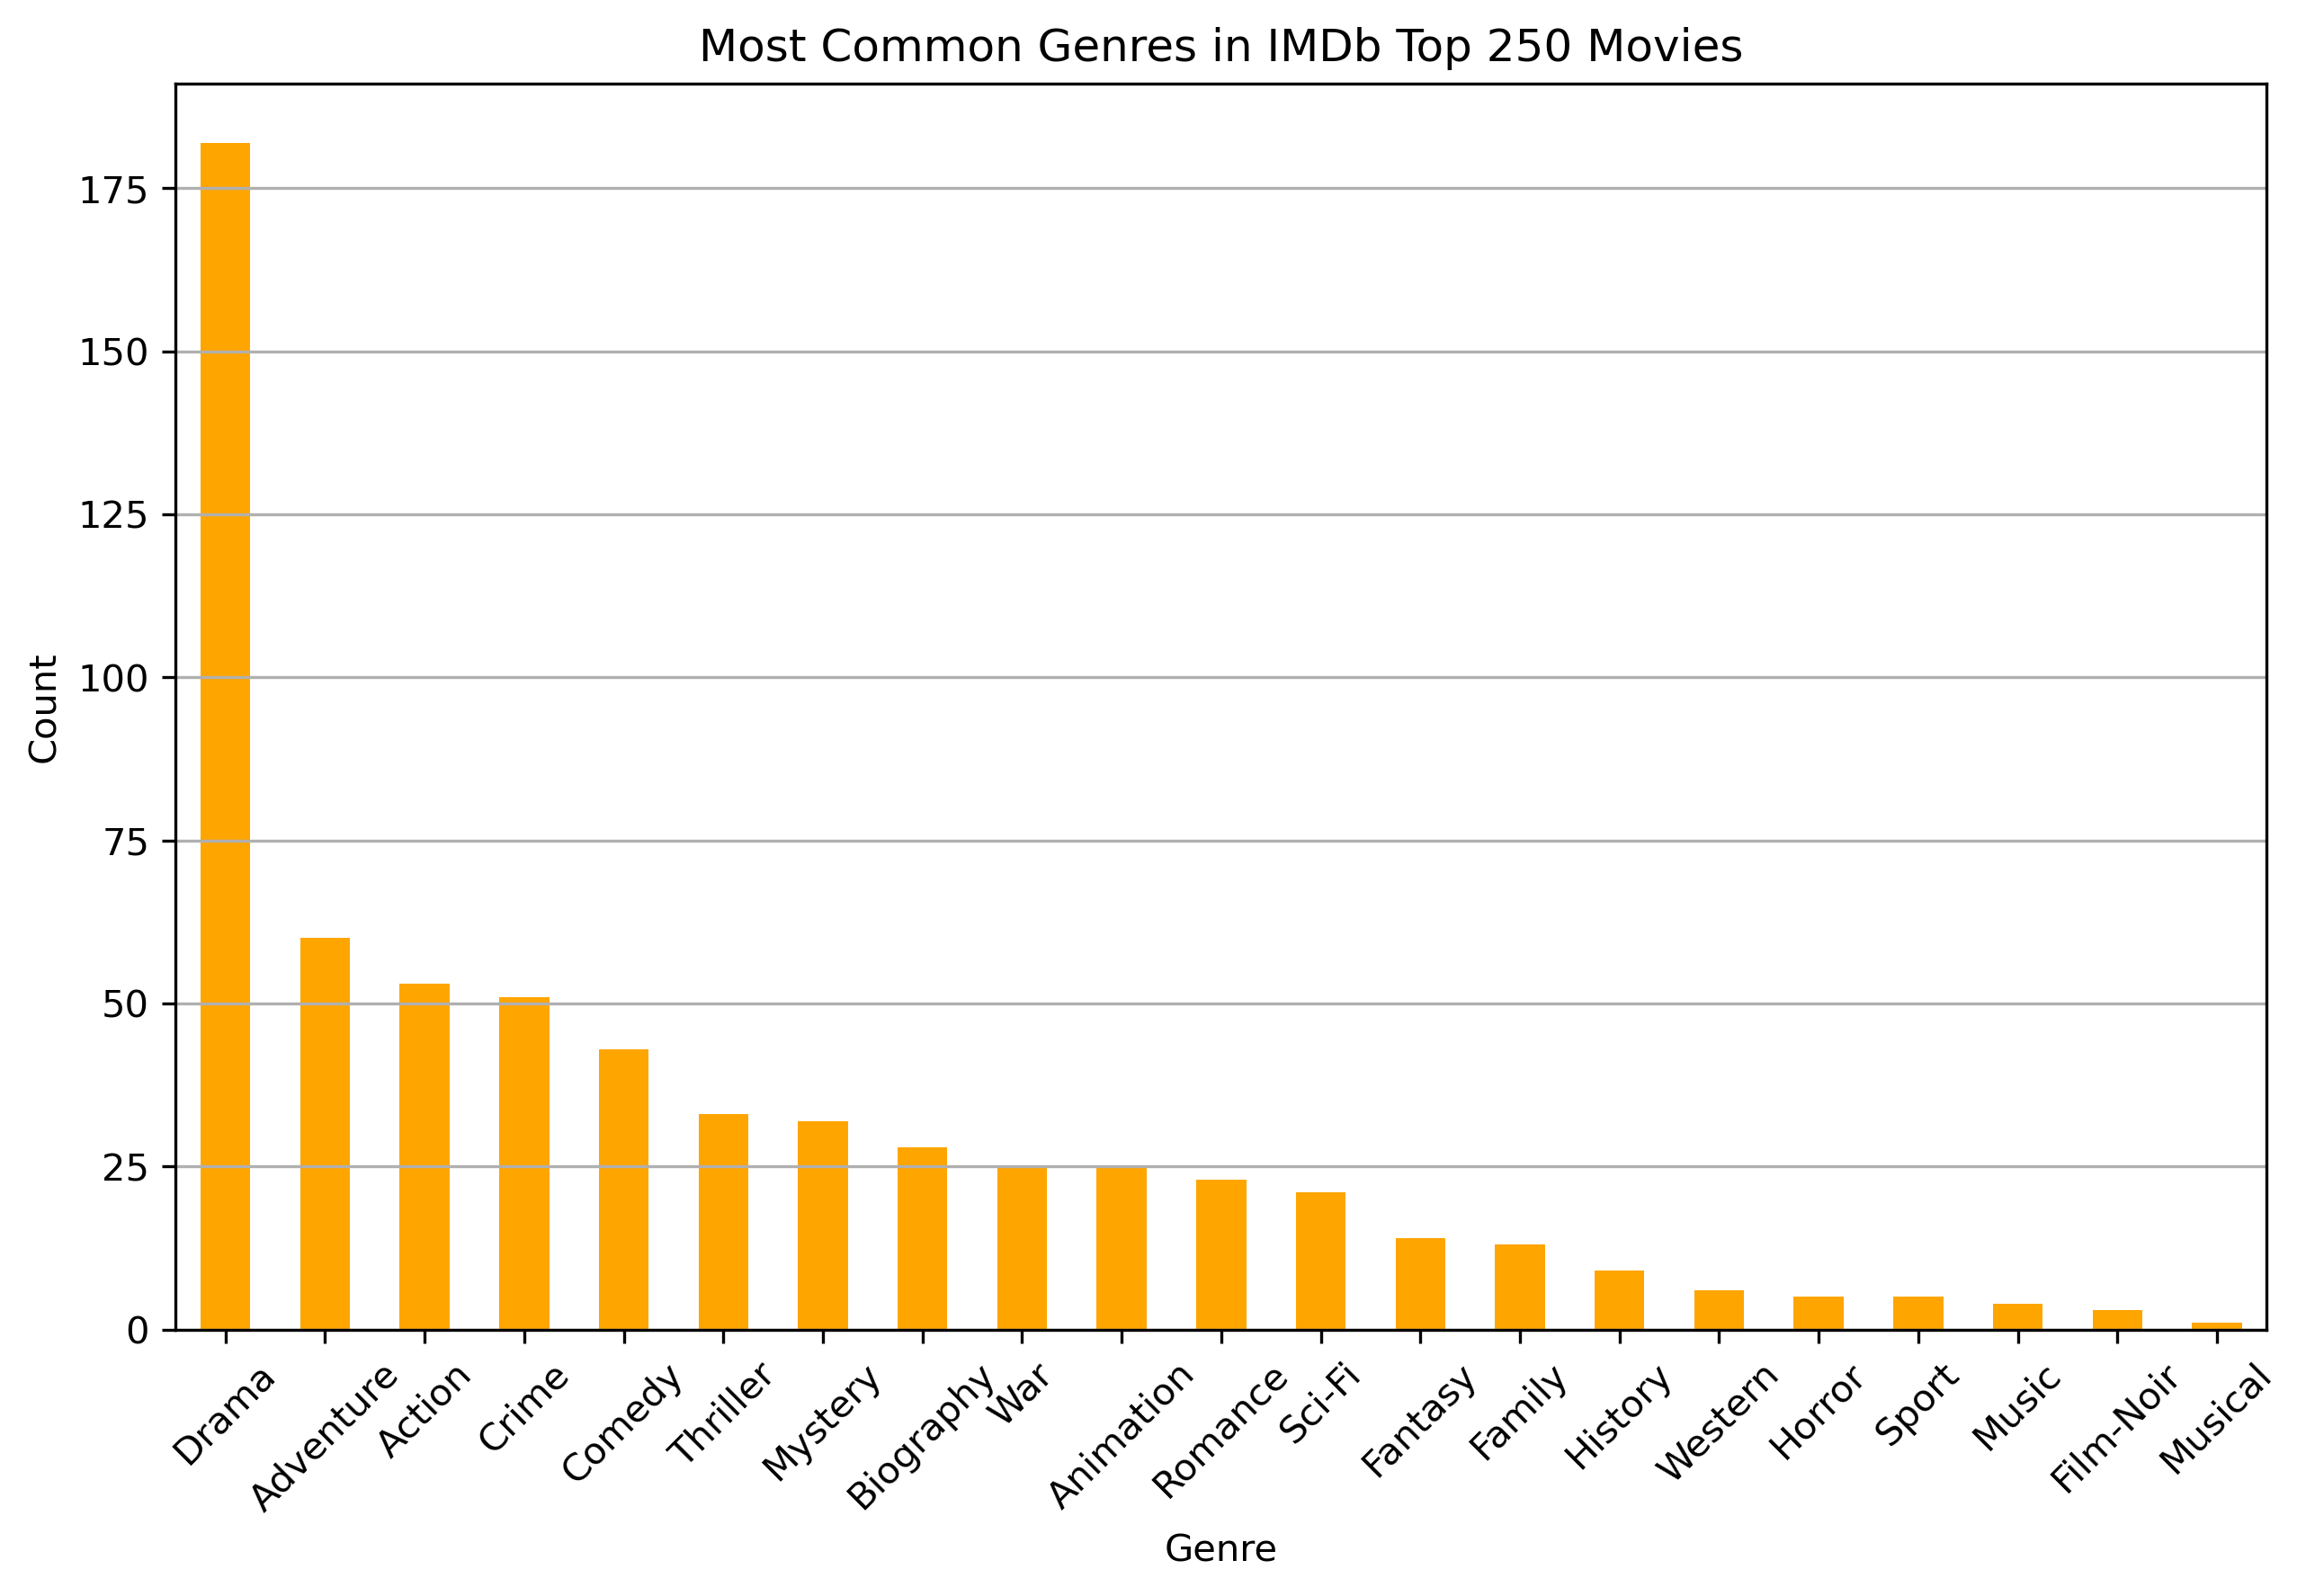 Most Common Genres in IMDb Top 250 Movies
175
150
125
100
75
50
25
0
Count
Drama
Adventure
Action
Crime
Comedy
Thriller
Mystery
Biography
War
Animation
Romance
Sci-Fi
Fantasy
Family
History
Western
Horror
Sport
Music
Film-Noir
Musical
Genre